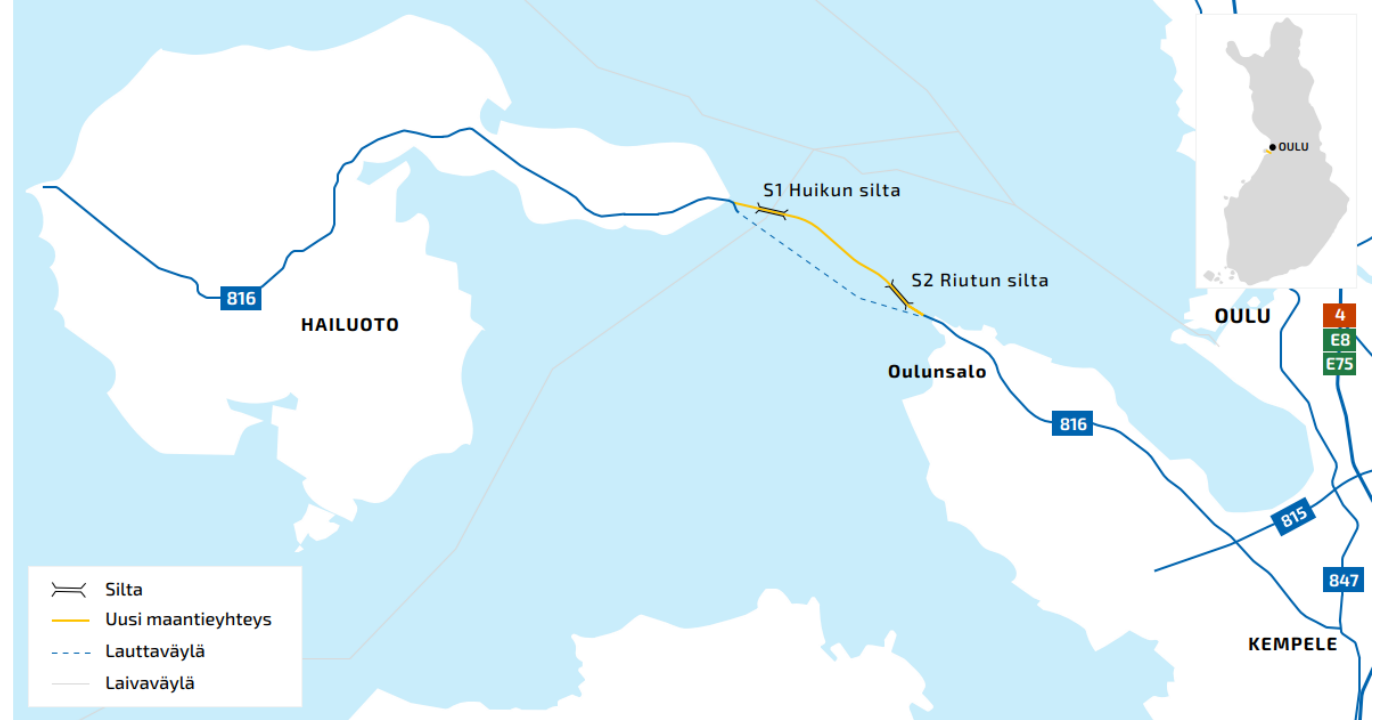 OULU
S1 Huikun silta
S2 Riutun silta
816
HAILUOTO
OULU
4
E8
E75
Oulunsalo
816
815
847
KEMPELE
Silta
Uusi maantieyhteys
Lauttaväylä
Laivaväylä